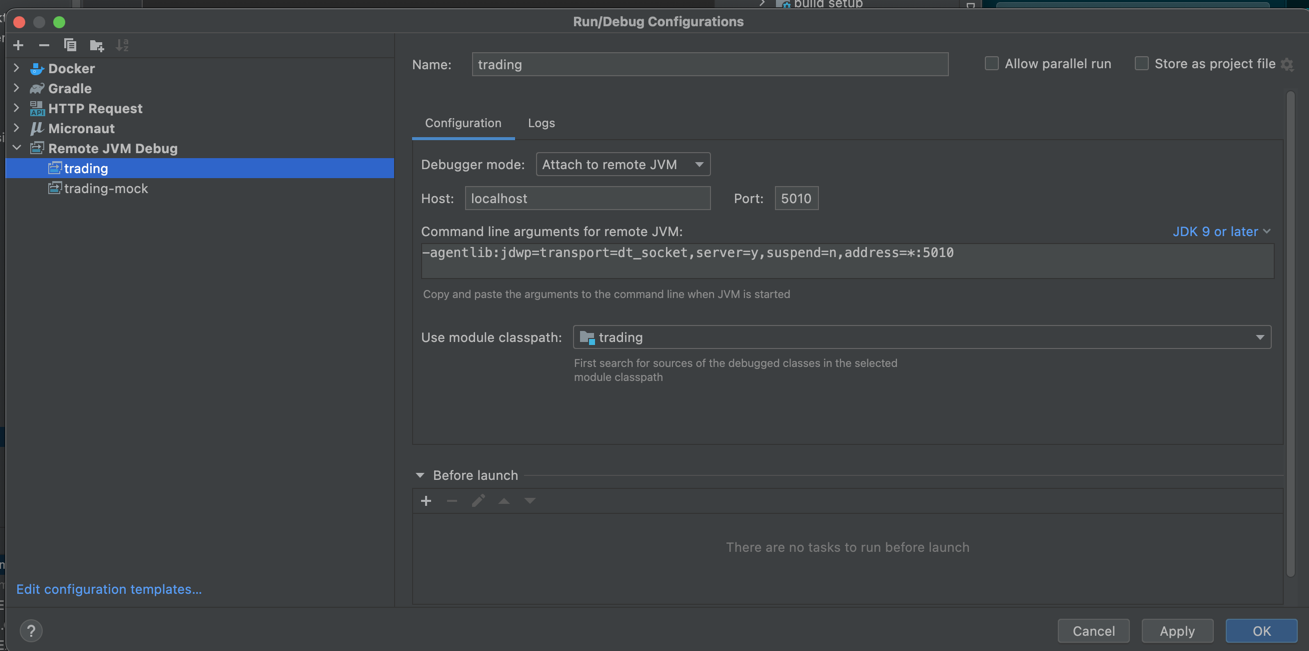 build setup
Run/Debug Configurations
Docker
Gradle
HTTP Request
Micronaut
Remote JVM Debug
trading
trading-mock
Edit configuration templates...
Name:
trading
Allow parallel run
Store as project file
Configuration
Logs
Debugger mode:
Attach to remote JVM
Host:
localhost
Port:
5010
Command line arguments for remote JVM:
JDK 9 or later
-agentlib:jdwp=transport=dt_socket,server=y,suspend=n,address=*:5010
Copy and paste the arguments to the command line when JVM is started
Use module classpath:
trading
First search for sources of the debugged classes in the selected
module classpath
Before launch
There are no tasks to run before launch
?
Cancel
Apply
OK